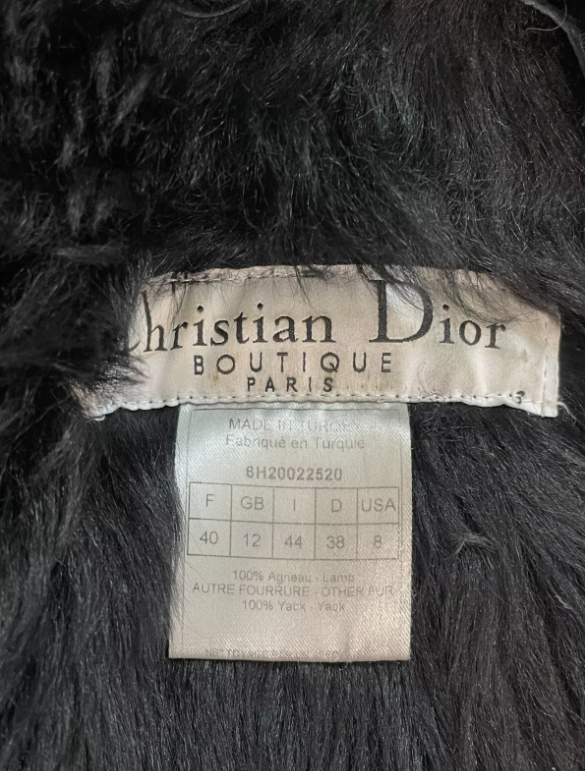 Christian Dior
BOUTIQUE
PARIS
MADE IN TURKEY
Fabriqué en Turquie
6H20022520
F GB I D USA
40 12 44 38 8
100% Agneau - Lamb
AUTRE FOURRURE - OTHER FUR
100% Yack - Yack